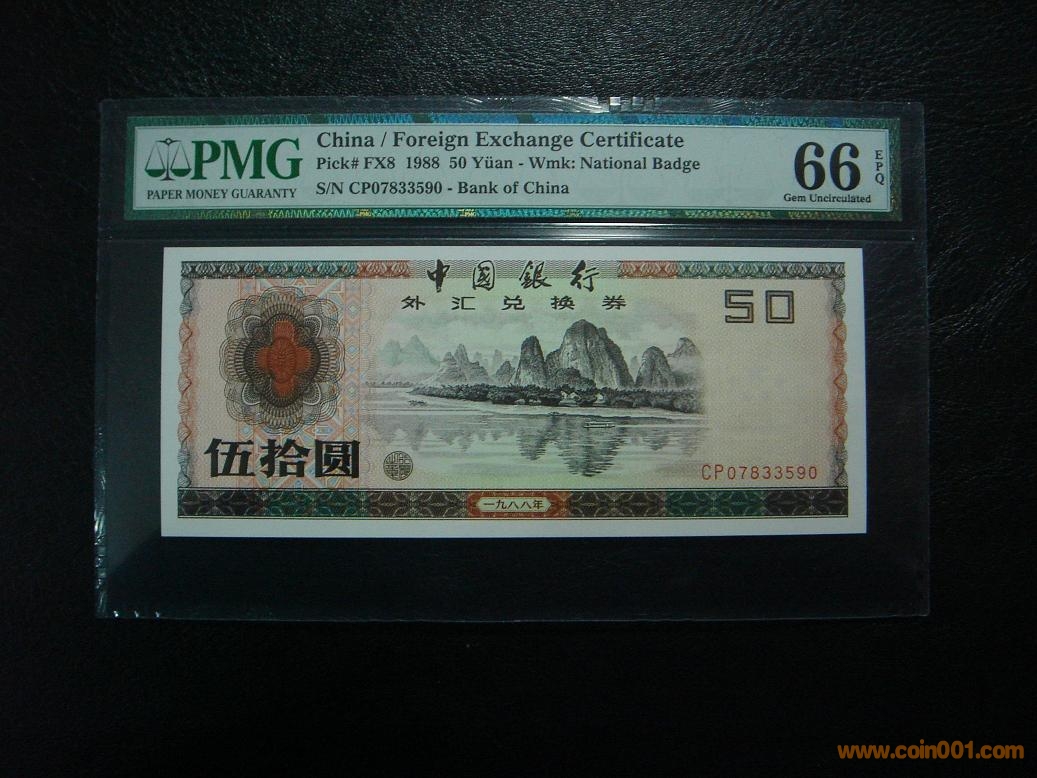 PMG
PAPER MONEY GUARANTY
China / Foreign Exchange Certificate
Pick# FX8 1988 50 Yüan - Wmk: National Badge
S/N CP07833590 - Bank of China
66
EPQ
Gem Uncirculated
中國銀行
外汇兑换券
50
伍拾圆
CP07833590
一九八八年
www.coin001.com